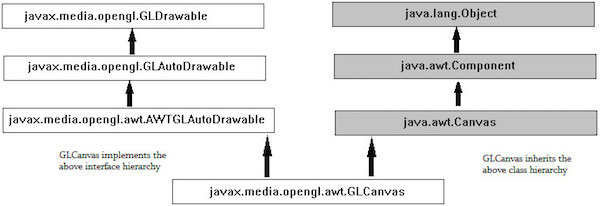 javax.media.opengl.GLDrawable
java.lang.Object
javax.media.opengl.GLAutoDrawable
java.awt.Component
javax.media.opengl.awt.AWTGLAutoDrawable
java.awt.Canvas
GLCanvas implements the
above interface hierarchy
GLCanvas inherits the
above class hierarchy
javax.media.opengl.awt.GLCanvas